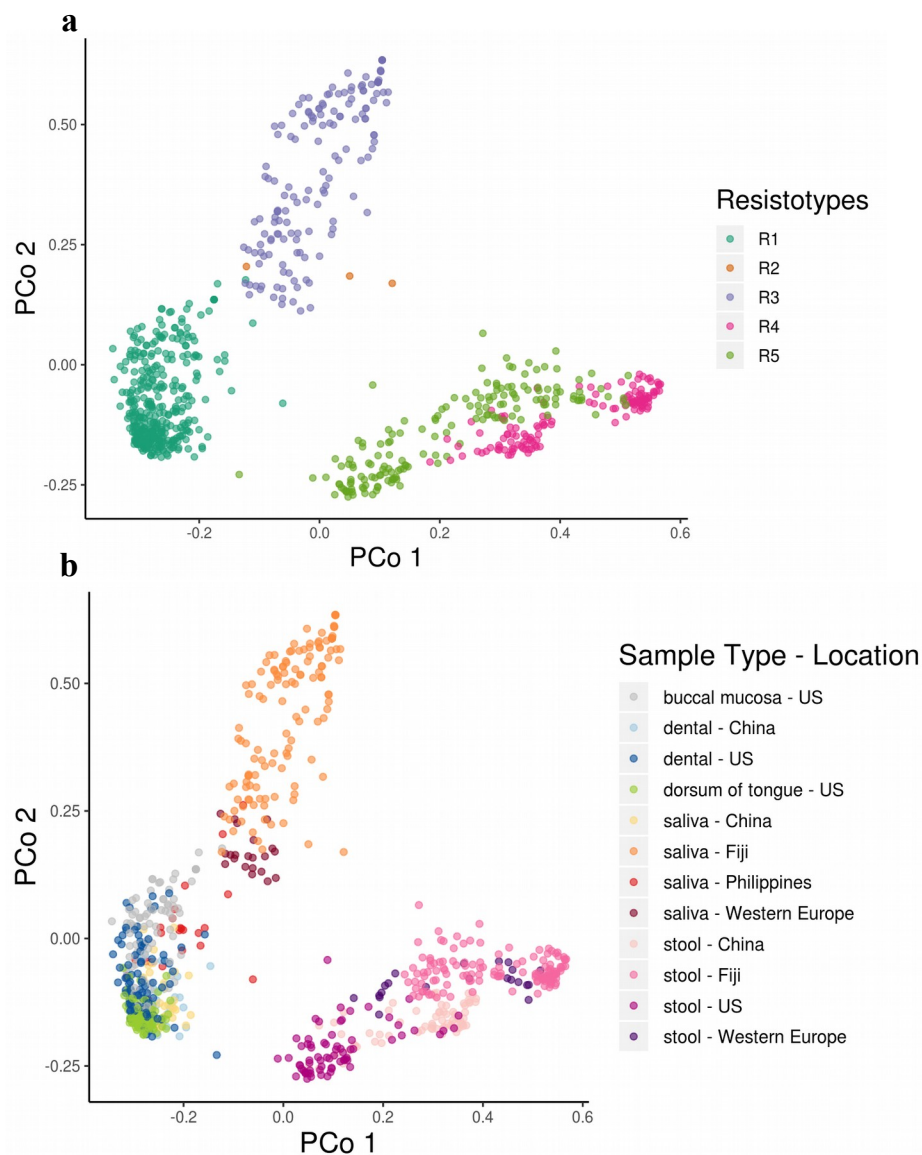 a
0.50
0.25
0.00
-0.25
PCo 2
-0.2
0.0
0.2
0.4
0.6
PCo 1
Resistotypes
R1
R2
R3
R4
R5
b
0.50
0.25
0.00
-0.25
PCo 2
-0.2
0.0
0.2
0.4
0.6
PCo 1
Sample Type - Location
buccal mucosa - US
dental - China
dental - US
dorsum of tongue - US
saliva - China
saliva - Fiji
saliva - Philippines
saliva - Western Europe
stool - China
stool - Fiji
stool - US
stool - Western Europe